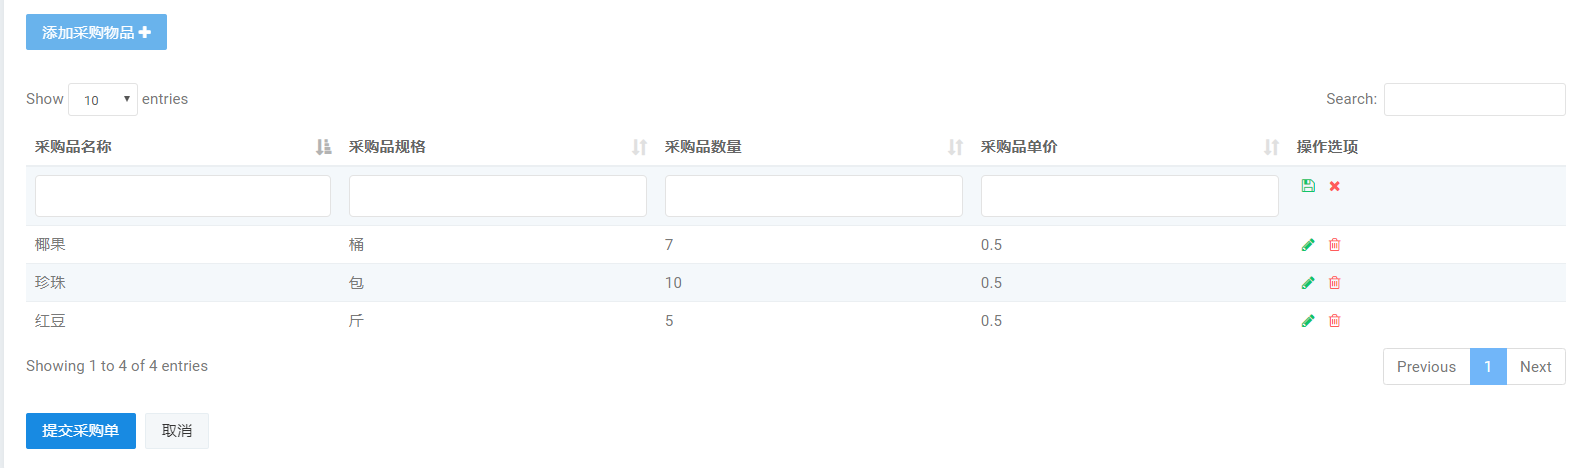 添加采购物品
Show 10 entries Search:
采购品名称 采购品规格 采购品数量 采购品单价 操作选项
椰果 桶 7 0.5
珍珠 包 10 0.5
红豆 斤 5 0.5
Showing 1 to 4 of 4 entries Previous 1 Next
提交采购单 取消